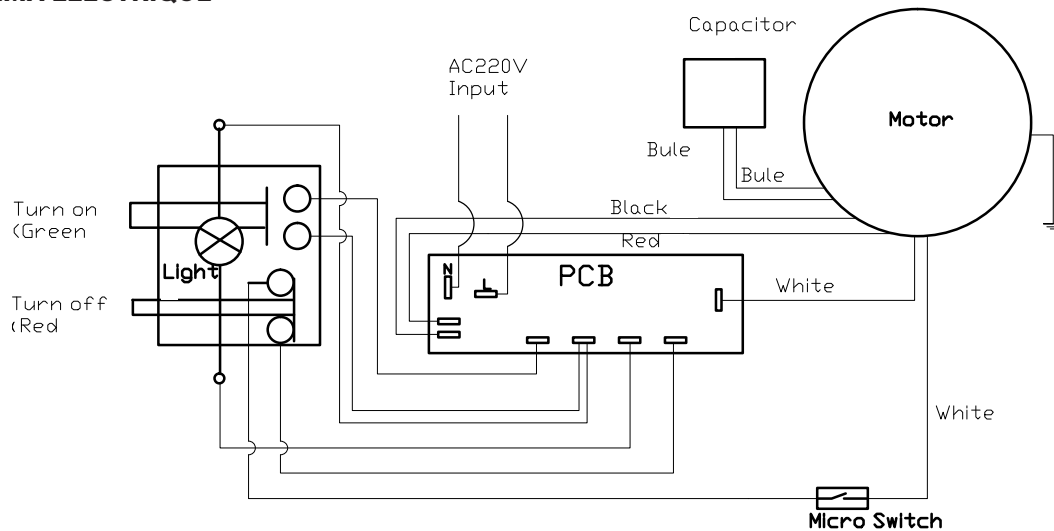 Capacitor
AC220V
Input
Motor
Bule
Bule
Turn on
(Green
Black
Red
Light
N
L
PCB
White
Turn off
(Red
White
Micro Switch